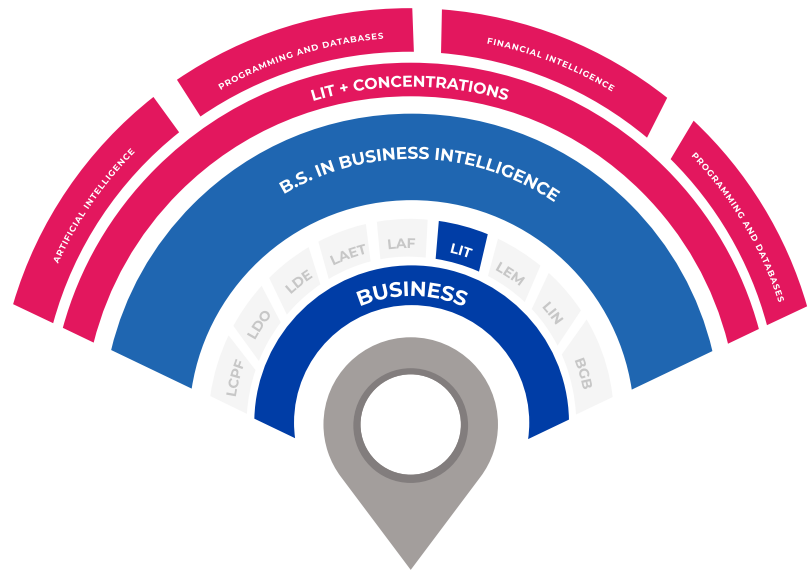 ARTIFICIAL INTELLIGENCE
PROGRAMMING AND DATABASES
FINANCIAL INTELLIGENCE
PROGRAMMING AND DATABASES
LIT + CONCENTRATIONS
B.S. IN BUSINESS INTELLIGENCE
LCPF
LDO
LDE
LAET
LAF
LIT
LEM
LIN
BGB
BUSINESS